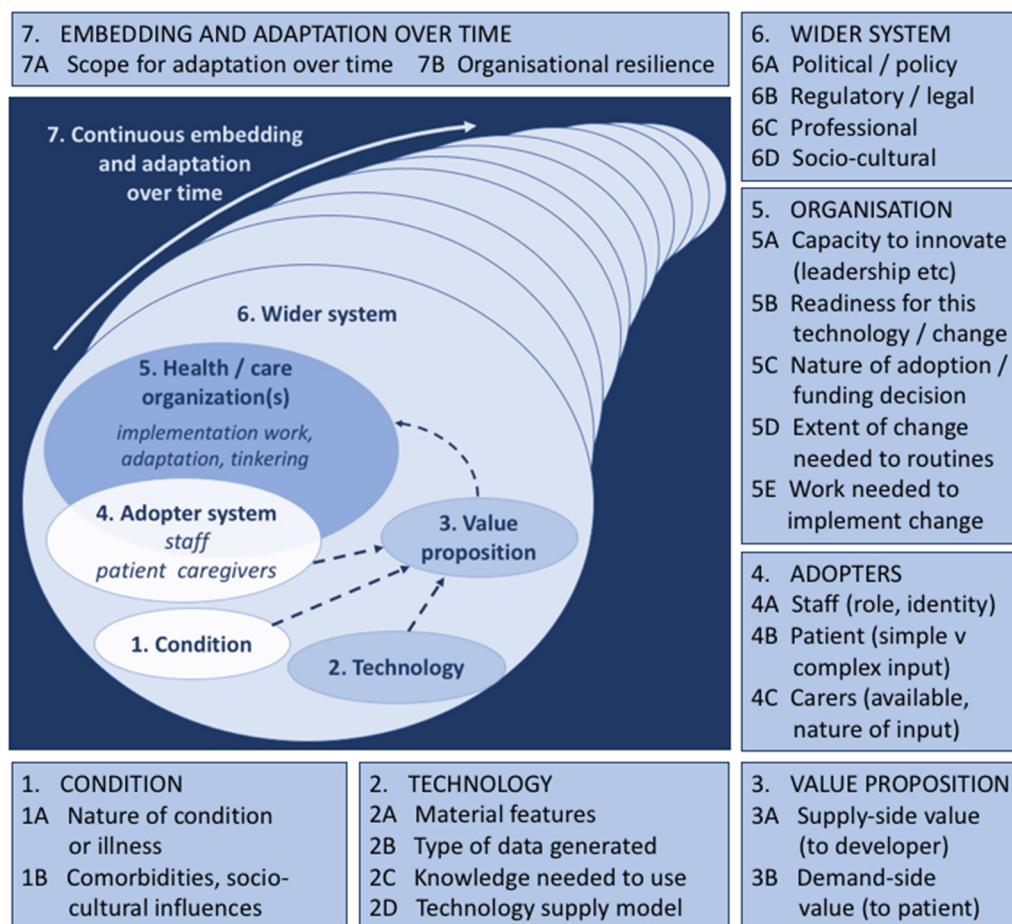 7. EMBEDDING AND ADAPTATION OVER TIME
7A Scope for adaptation over time 7B Organisational resilience
7. Continuous embedding
and adaptation
over time
6. Wider system
5. Health / care
organization(s)
implementation work,
adaptation, tinkering
4. Adopter system
staff
patient caregivers
3. Value
proposition
1. Condition
2. Technology
6. WIDER SYSTEM
6A Political / policy
6B Regulatory / legal
6C Professional
6D Socio-cultural
5. ORGANISATION
5A Capacity to innovate
(leadership etc)
5B Readiness for this
technology / change
5C Nature of adoption /
funding decision
5D Extent of change
needed to routines
5E Work needed to
implement change
4. ADOPTERS
4A Staff (role, identity)
4B Patient (simple v
complex input)
4C Carers (available,
nature of input)
1. CONDITION
1A Nature of condition
or illness
1B Comorbidities, socio-
cultural influences
2. TECHNOLOGY
2A Material features
2B Type of data generated
2C Knowledge needed to use
2D Technology supply model
3. VALUE PROPOSITION
3A Supply-side value
(to developer)
3B Demand-side
value (to patient)